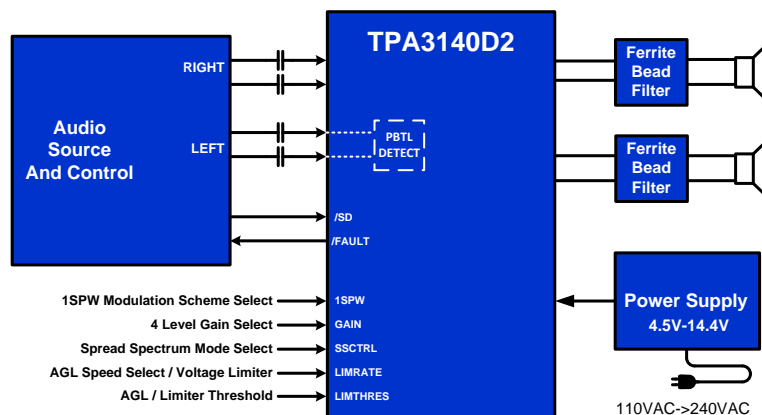 TPA3140D2
RIGHT
Audio
Source
And Control
LEFT
PBTL
DETECT
/SD
/FAULT
Ferrite
Bead
Filter
Ferrite
Bead
Filter
1SPW Modulation Scheme Select
1SPW
4 Level Gain Select
GAIN
Spread Spectrum Mode Select
SSCTRL
AGL Speed Select / Voltage Limiter
LIMRATE
AGL / Limiter Threshold
LIMTHRES
Power Supply
4.5V-14.4V
110VAC->240VAC